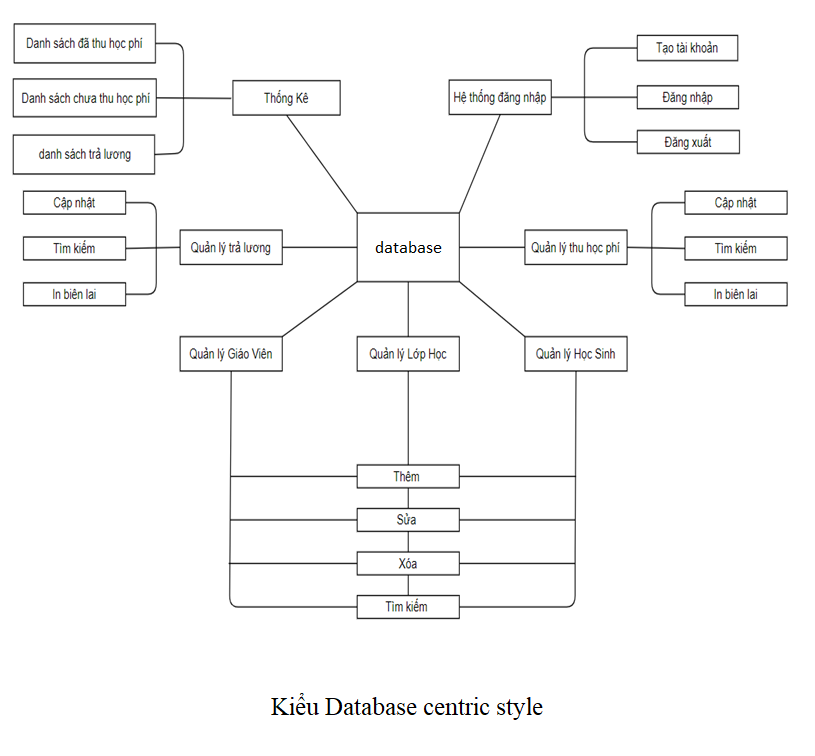 Danh sách đã thu học phí
Danh sách chưa thu học phí
danh sách trả lương
Thống Kê
Hệ thống đăng nhập
Tạo tài khoản
Đăng nhập
Đăng xuất
Cập nhật
Tìm kiếm
In biên lai
Quản lý trả lương
database
Quản lý thu học phí
Cập nhật
Tìm kiếm
In biên lai
Quản lý Giáo Viên
Quản lý Lớp Học
Quản lý Học Sinh
Thêm
Sửa
Xóa
Tìm kiếm
Kiểu Database centric style